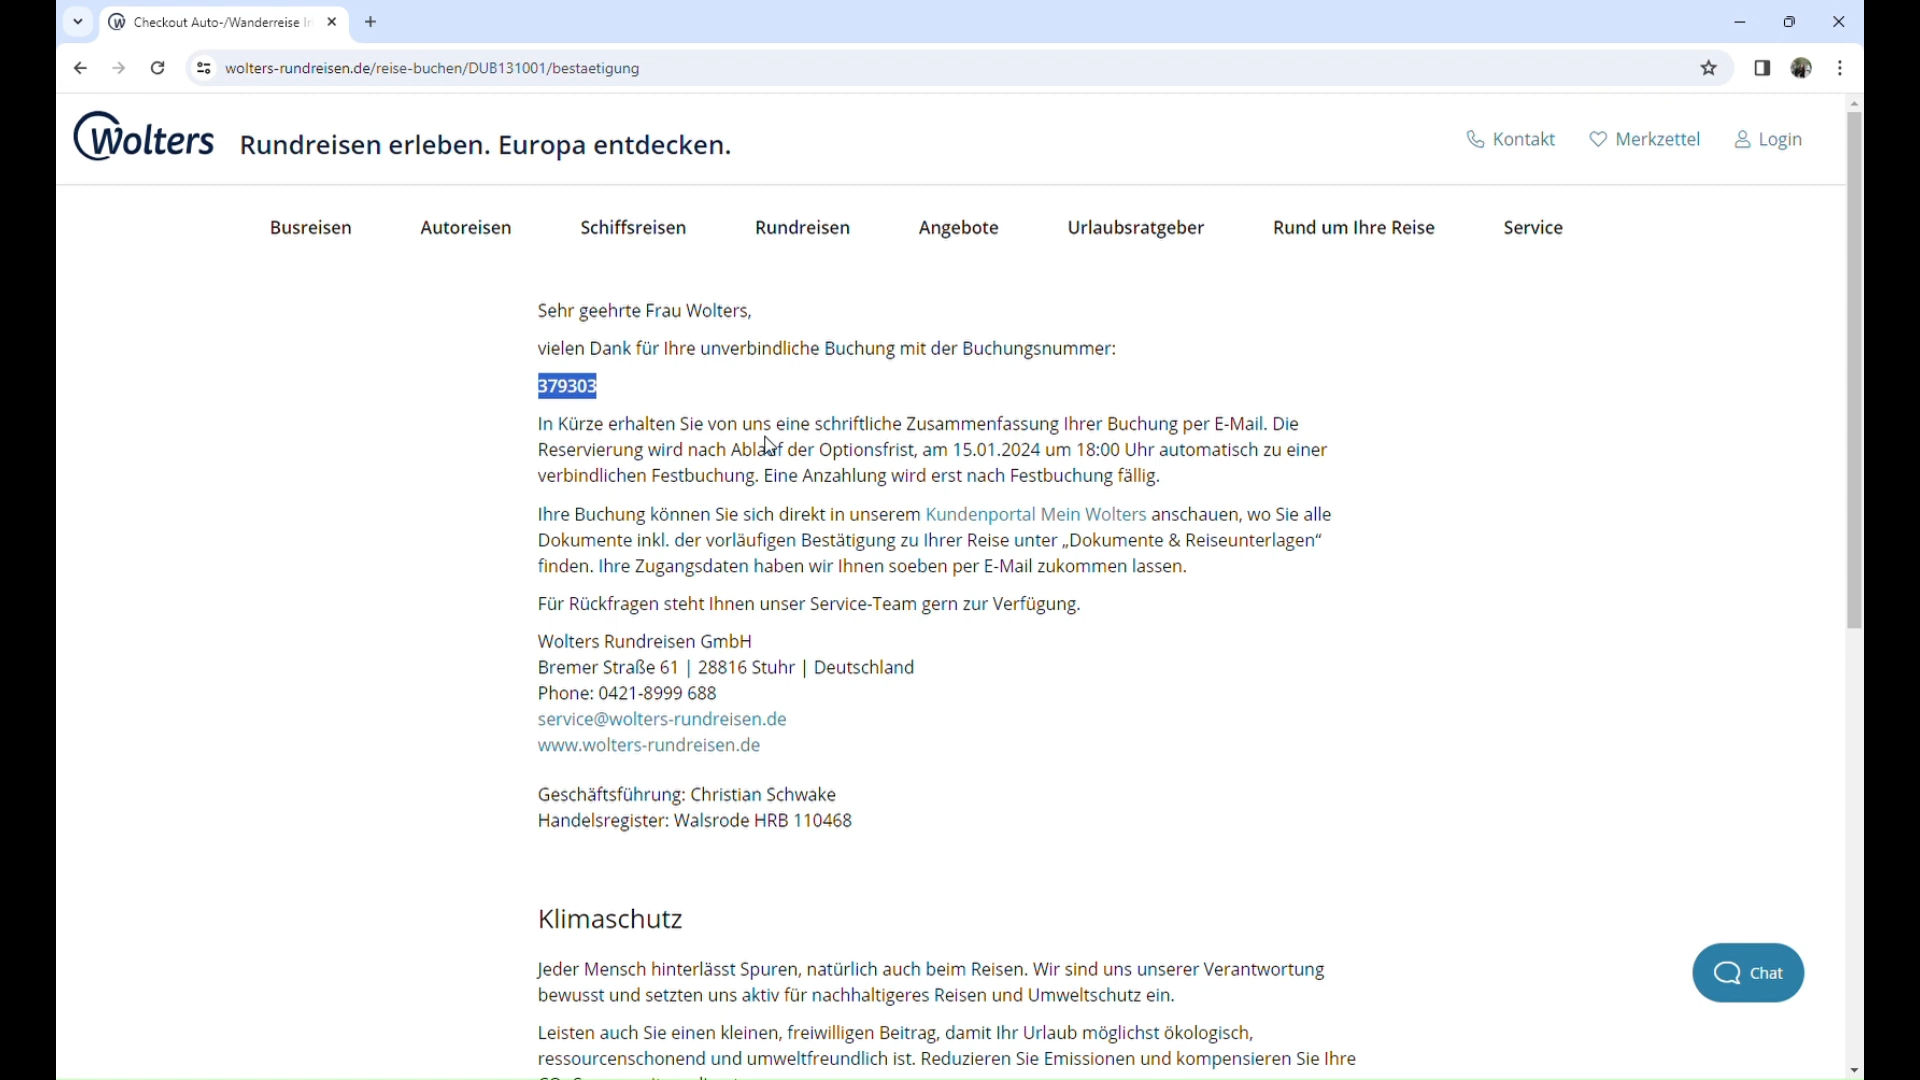 Checkout Auto-/Wanderreise
wolters-rundreisen.de/reise-buchen/DUB131001/bestaetigung
Wolters
Rundreisen erleben. Europa entdecken.
Kontakt
Merkzettel
Login
Busreisen
Autoreisen
Schiffsreisen
Rundreisen
Angebote
Urlaubsratgeber
Rund um Ihre Reise
Service
Sehr geehrte Frau Wolters,
vielen Dank für Ihre unverbindliche Buchung mit der Buchungsnummer:
379303
In Kürze erhalten Sie von uns eine schriftliche Zusammenfassung Ihrer Buchung per E-Mail. Die
Reservierung wird nach Ablauf der Optionsfrist, am 15.01.2024 um 18:00 Uhr automatisch zu einer
verbindlichen Festbuchung. Eine Anzahlung wird erst nach Festbuchung fällig.
Ihre Buchung können Sie sich direkt in unserem Kundenportal Mein Wolters anschauen, wo Sie alle
Dokumente inkl. der vorläufigen Bestätigung zu Ihrer Reise unter „Dokumente & Reiseunterlagen“
finden. Ihre Zugangsdaten haben wir Ihnen soeben per E-Mail zukommen lassen.
Für Rückfragen steht Ihnen unser Service-Team gern zur Verfügung.
Wolters Rundreisen GmbH
Bremer Straße 61 | 28816 Stuhr | Deutschland
Phone: 0421-8999 688
service@wolters-rundreisen.de
www.wolters-rundreisen.de
Geschäftsführung: Christian Schwake
Handelsregister: Walsrode HRB 110468
Klimaschutz
Jeder Mensch hinterlässt Spuren, natürlich auch beim Reisen. Wir sind uns unserer Verantwortung
bewusst und setzten uns aktiv für nachhaltigeres Reisen und Umweltschutz ein.
Leisten auch Sie einen kleinen, freiwilligen Beitrag, damit Ihr Urlaub möglichst ökologisch,
ressourcenschonend und umweltfreundlich ist. Reduzieren Sie Emissionen und kompensieren Sie Ihre
Chat